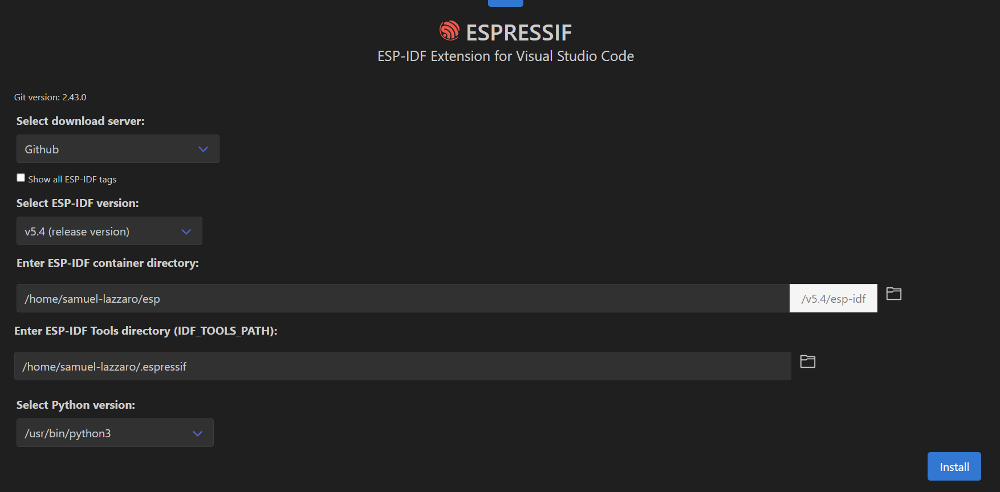 ESPRESSIF
ESP-IDF Extension for Visual Studio Code
Git version: 2.43.0
Select download server:
Github
Show all ESP-IDF tags
Select ESP-IDF version:
v5.4 (release version)
Enter ESP-IDF container directory:
/home/samuel-lazzaro/esp /v5.4/esp-idf
Enter ESP-IDF Tools directory (IDF_TOOLS_PATH):
/home/samuel-lazzaro/.espressif
Select Python version:
/usr/bin/python3
Install